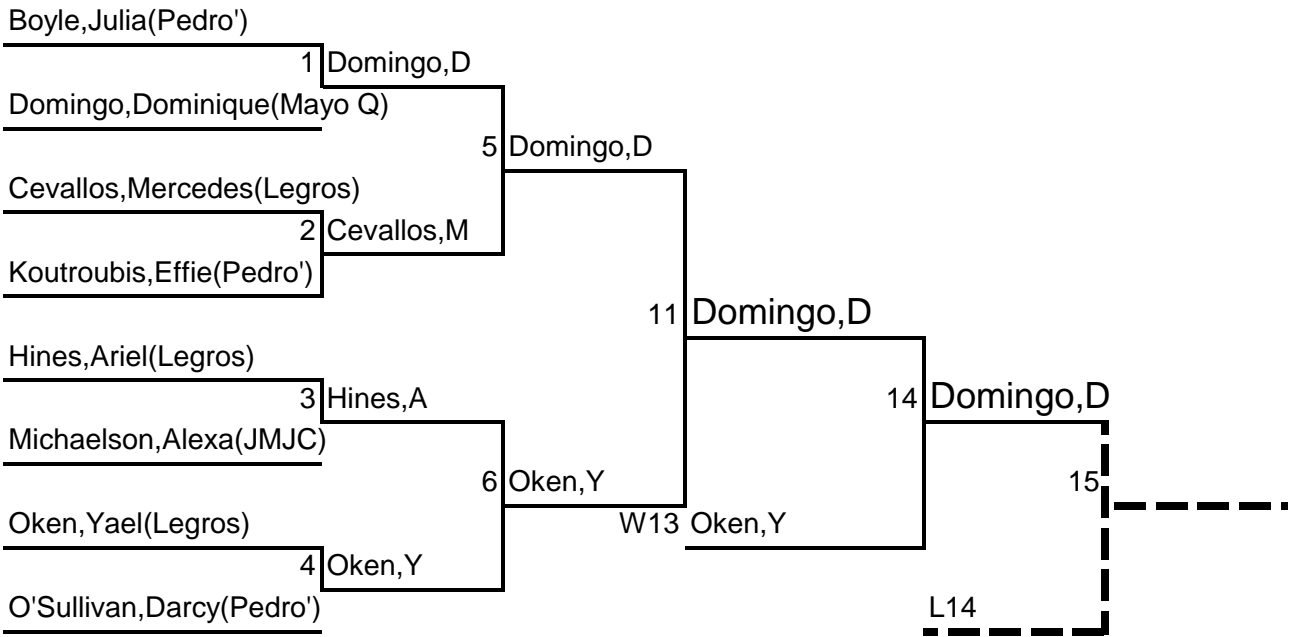 Boyle,Julia(Pedro')
1 Domingo,D
Domingo,Dominique(Mayo Q)
5 Domingo,D
Cevallos,Mercedes(Legros)
2 Cevallos,M
Koutroubis,Effie(Pedro')
11 Domingo,D
Hines,Ariel(Legros)
3 Hines,A
14 Domingo,D
Michaelson,Alexa(JMJC)
6 Oken,Y
15
Oken,Yael(Legros)
W13 Oken,Y
4 Oken,Y
O'Sullivan,Darcy(Pedro')
L14